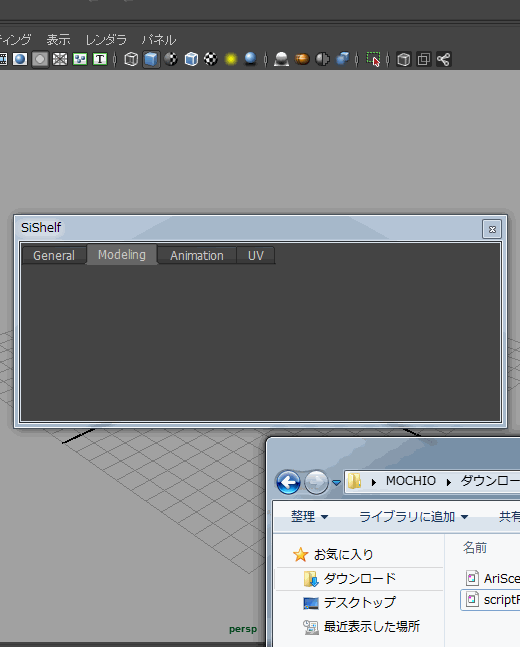 ティング 表示 レンダラ パネル
T
SiShelf
General Modeling Animation UV
MOCHIO ダウンロー
整理 ライブラリに追加 共有
お気に入り
ダウンロード
デスクトップ
最近表示した場所
名前
AriSce
scriptF
persp